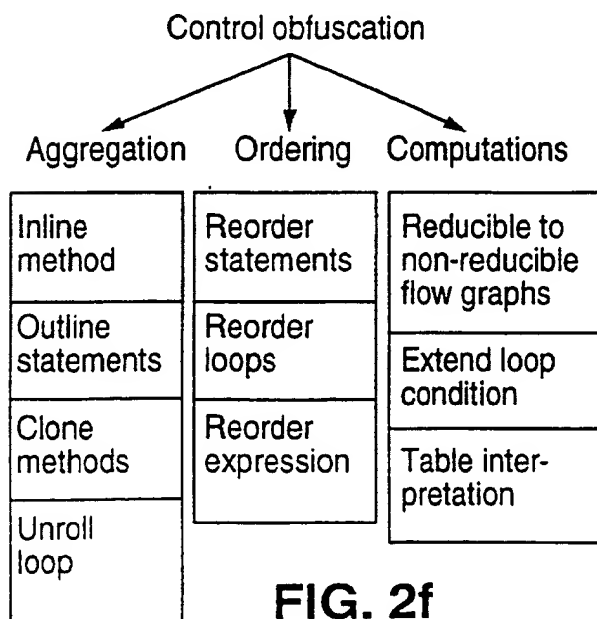 Control obfuscation
Aggregation
Ordering
Computations
Inline
method
Outline
statements
Clone
methods
Unroll
loop
Reorder
statements
Reorder
loops
Reorder
expression
Reducible to
non-reducible
flow graphs
Extend loop
condition
Table inter-
pretation
FIG. 2f